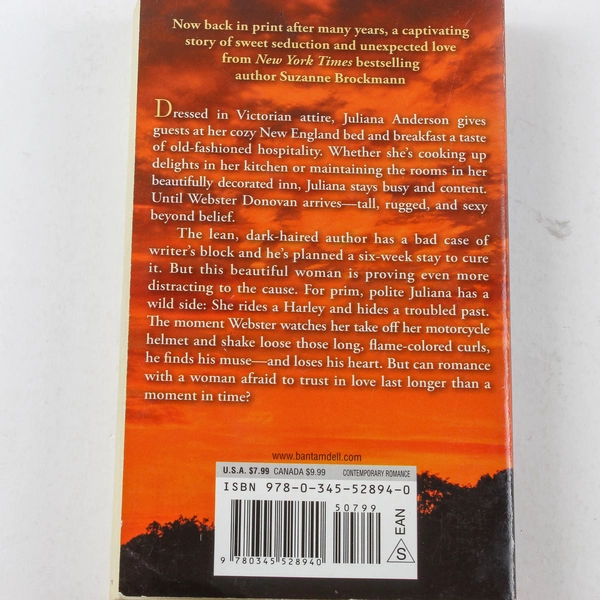 Now back in print after many years, a captivating
story of sweet seduction and unexpected love
from New York Times bestselling
author Suzanne Brockmann
Dressed in Victorian attire, Juliana Anderson gives
guests at her cozy New England bed and breakfast a taste
of old-fashioned hospitality. Whether she's cooking up
delights in her kitchen or maintaining the rooms in her
beautifully decorated inn, Juliana stays busy and content.
Until Webster Donovan arrives—tall, rugged, and sexy
beyond belief.
The lean, dark-haired author has a bad case of
writer's block and he's planned a six-week stay to cure
it. But this beautiful woman is proving even more
distracting to the cause. For prim, polite Juliana has a
wild side: She rides a Harley and hides a troubled past.
The moment Webster watches her take off her motorcycle
helmet and shake loose those long, flame-colored curls,
he finds his muse—and loses his heart. But can romance
with a woman afraid to trust in love last longer than a
moment in time?
www.bantamdell.com
U.S.A. $7.99 CANADA $9.99 CONTEMPORARY ROMANCE
ISBN 978-0-345-52894-0
50799
EAN
S
9 780345 528940